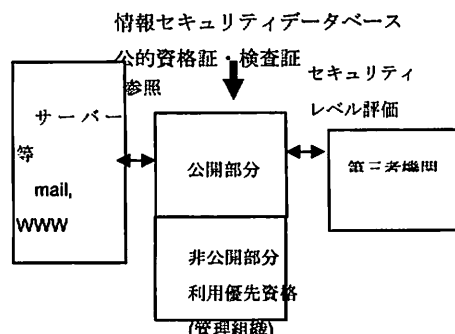 情報セキュリティデータベース
公的資格証・検査証
参照
セキュリティ
レベル評価
サーバー
等
mail,
WWW
公開部分
第三者機関
非公開部分
利用優先資格
(管理組織)